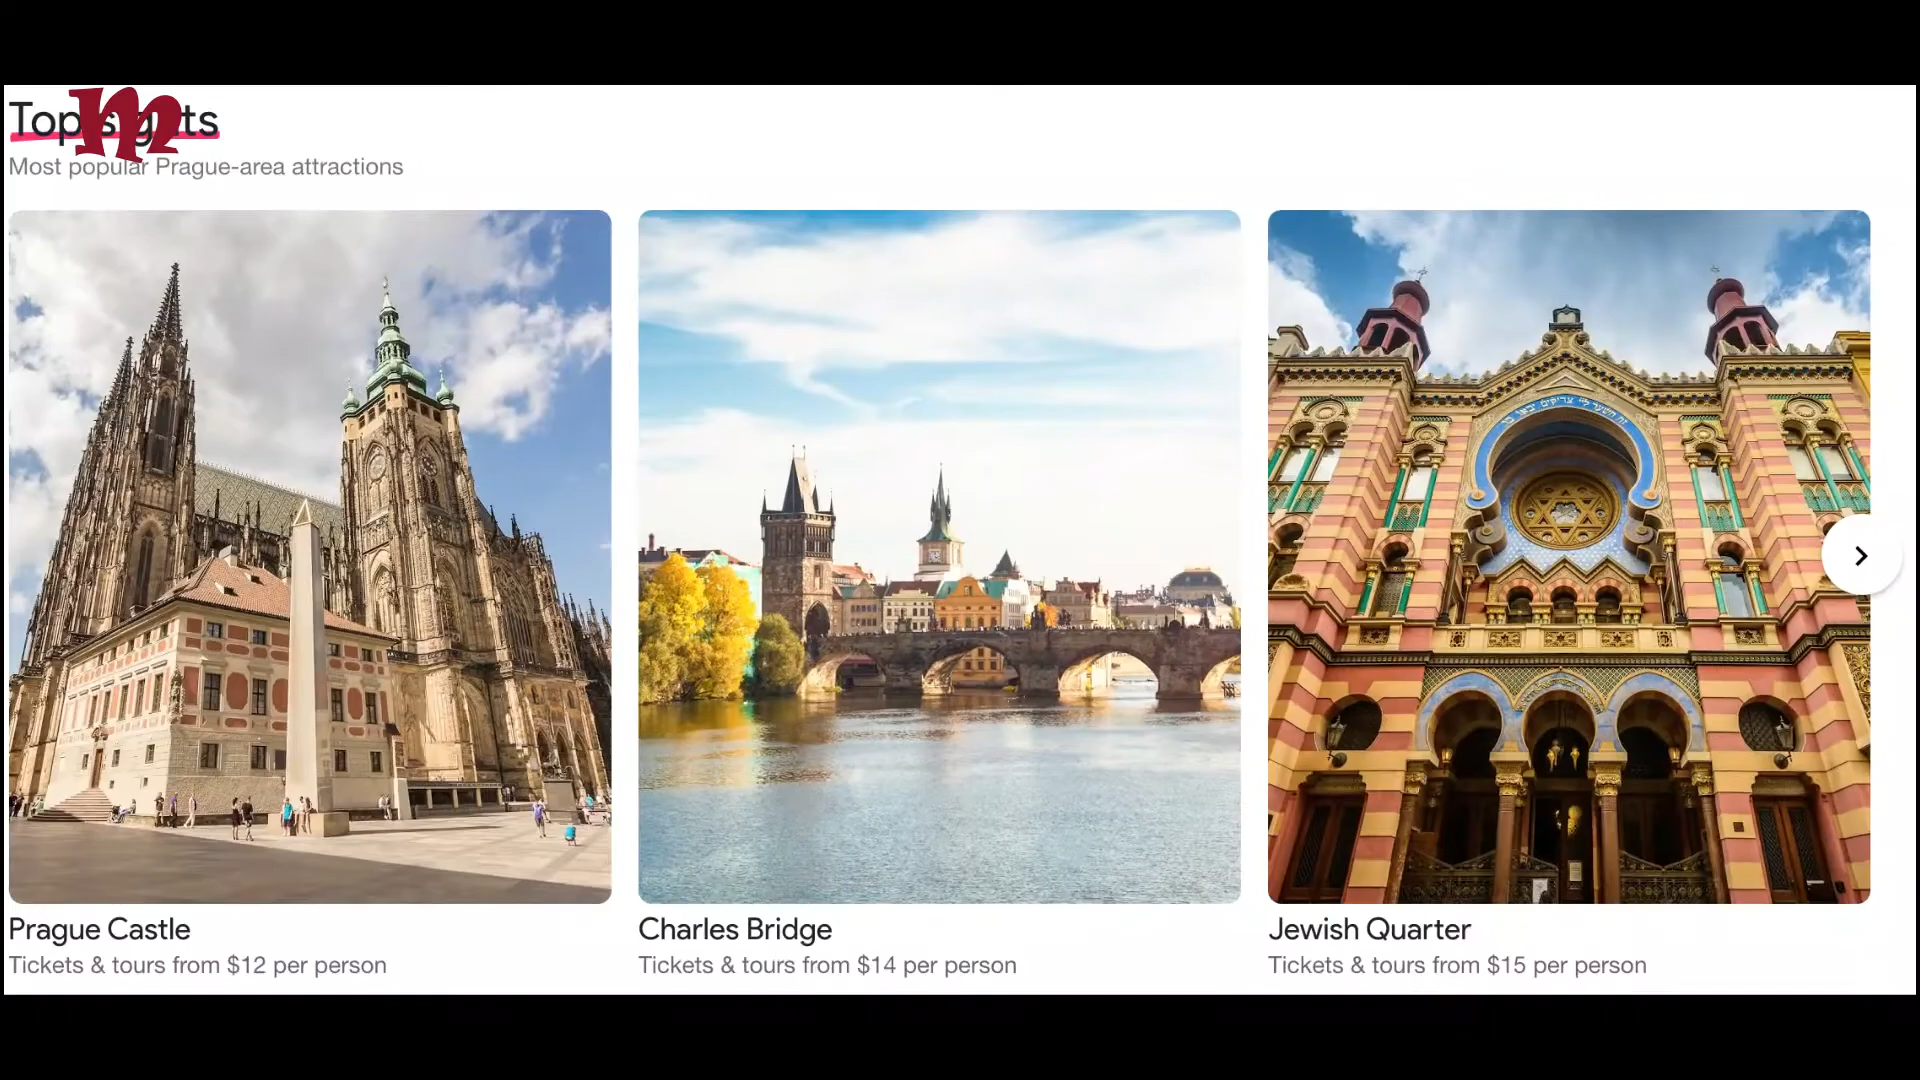 Top sights
m
Most popular Prague-area attractions
Prague Castle
Tickets & tours from $12 per person
Charles Bridge
Tickets & tours from $14 per person
Jewish Quarter
Tickets & tours from $15 per person